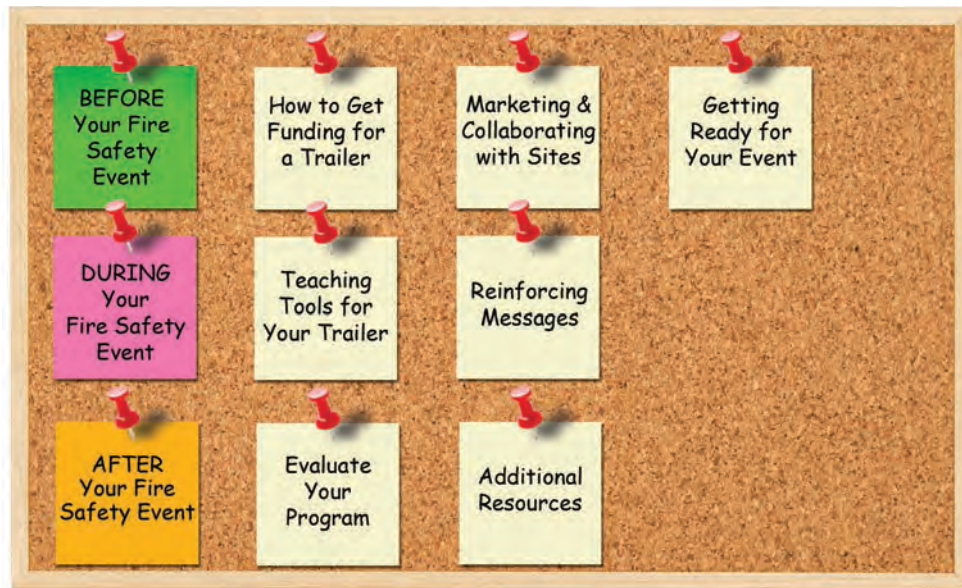 BEFORE
Your Fire
Safety
Event
How to Get
Funding for
a Trailer
Marketing &
Collaborating
with Sites
Getting
Ready for
Your Event
DURING
Your
Fire Safety
Event
Teaching
Tools for
Your Trailer
Reinforcing
Messages
AFTER
Your Fire
Safety Event
Evaluate
Your
Program
Additional
Resources